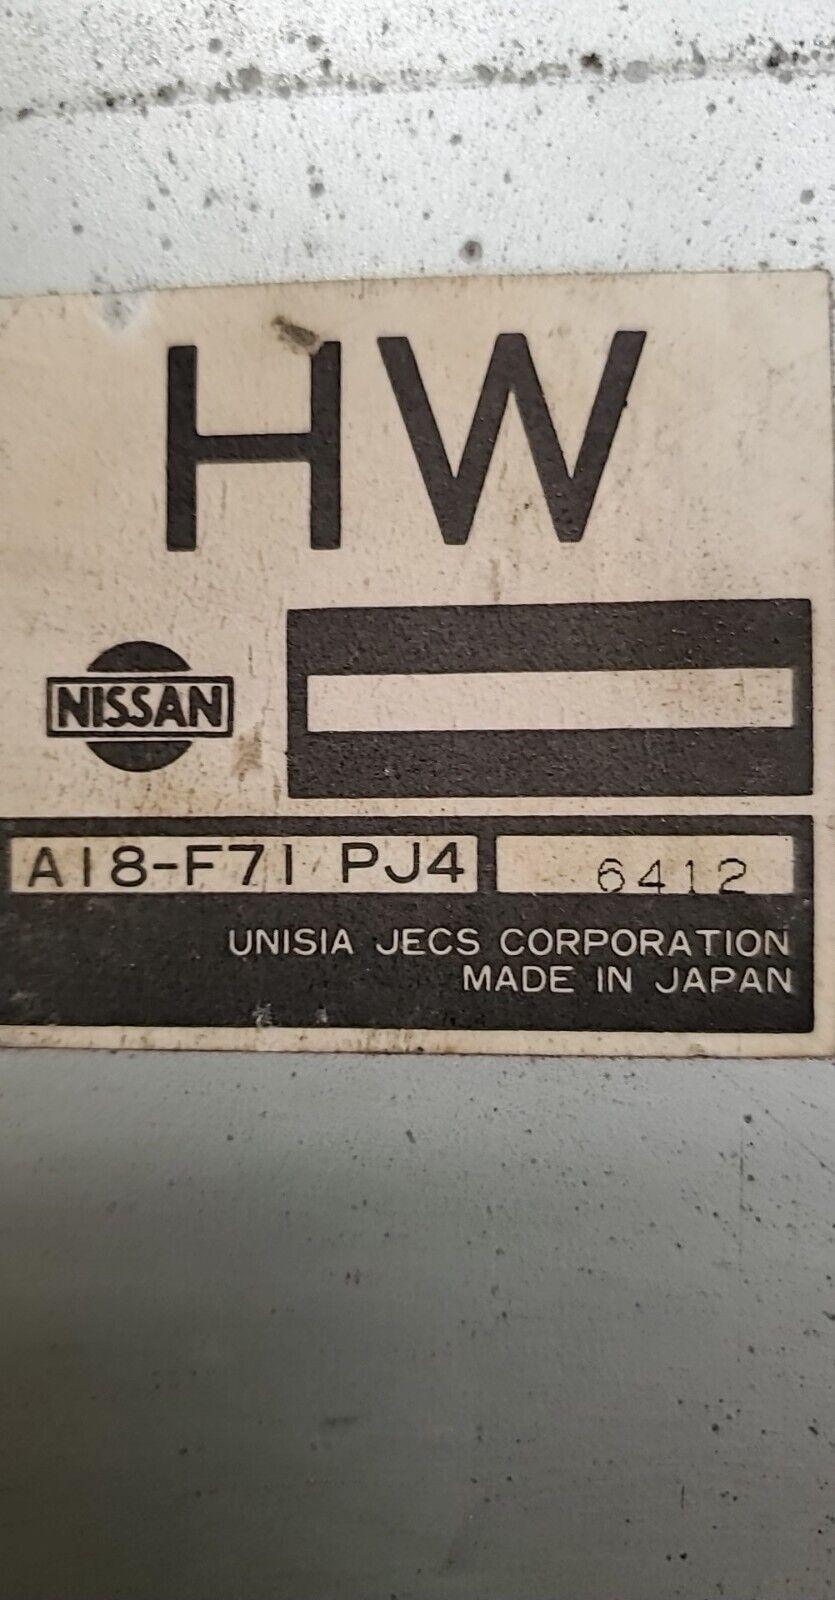 HW
NISSAN
A18-F71 PJ4 6412
UNISIA JECS CORPORATION
MADE IN JAPAN